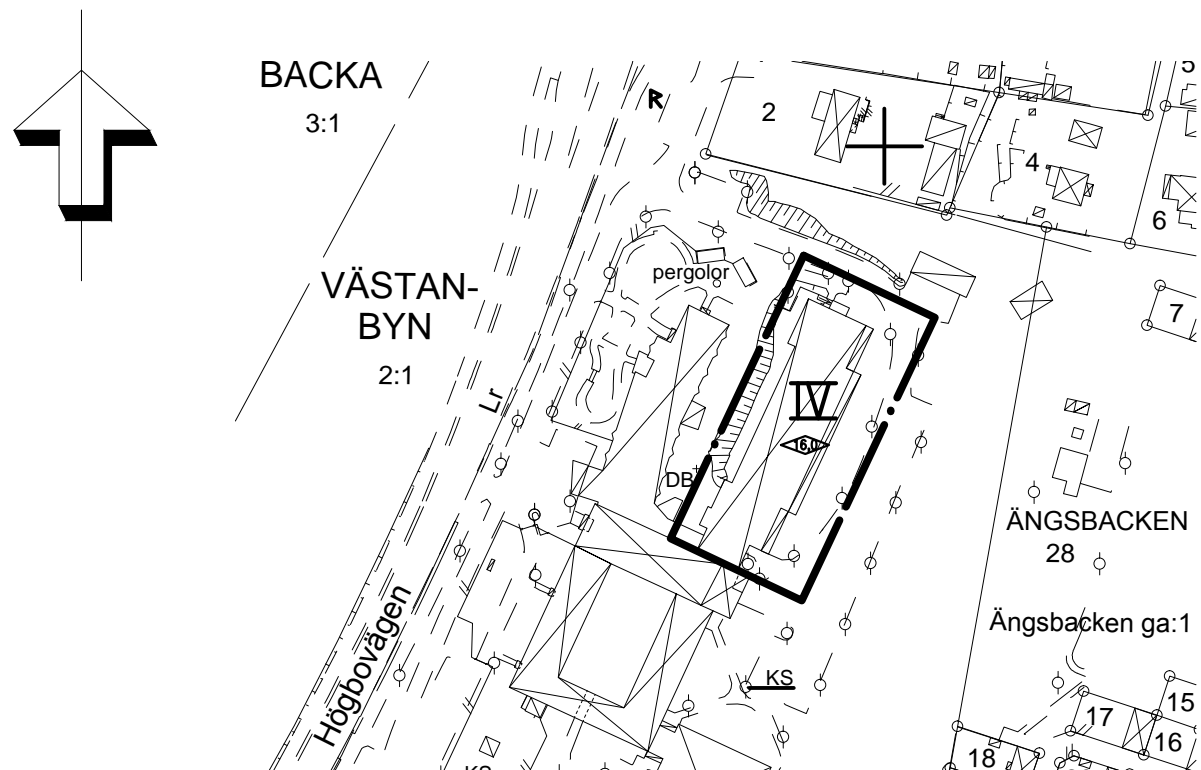 BACKA
3:1
R
2
4
5
6
VÄSTAN-
BYN
2:1
pergolor
7
Lr
IV
16,0
DB
ÄNGSBACKEN
28
Ängsbacken ga:1
Högbovägen
KS
15
17
16
18